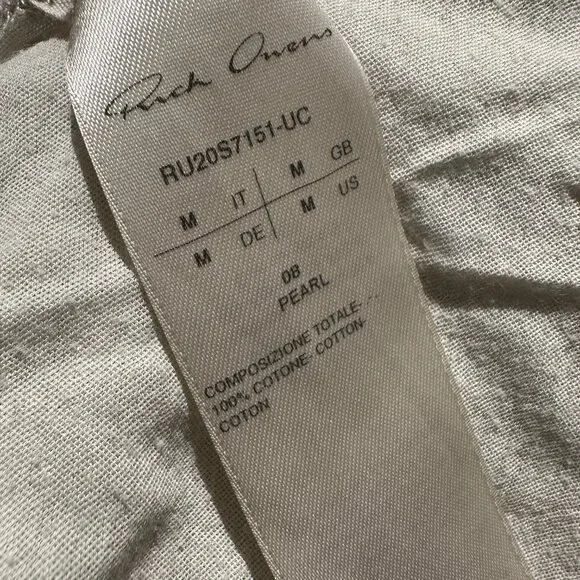 Rick Owens
RU20S7151-UC
M IT M GB
M DE M US
08
PEARL
COMPOSIZIONE TOTALE- --
100% COTONE- COTTON-
COTON